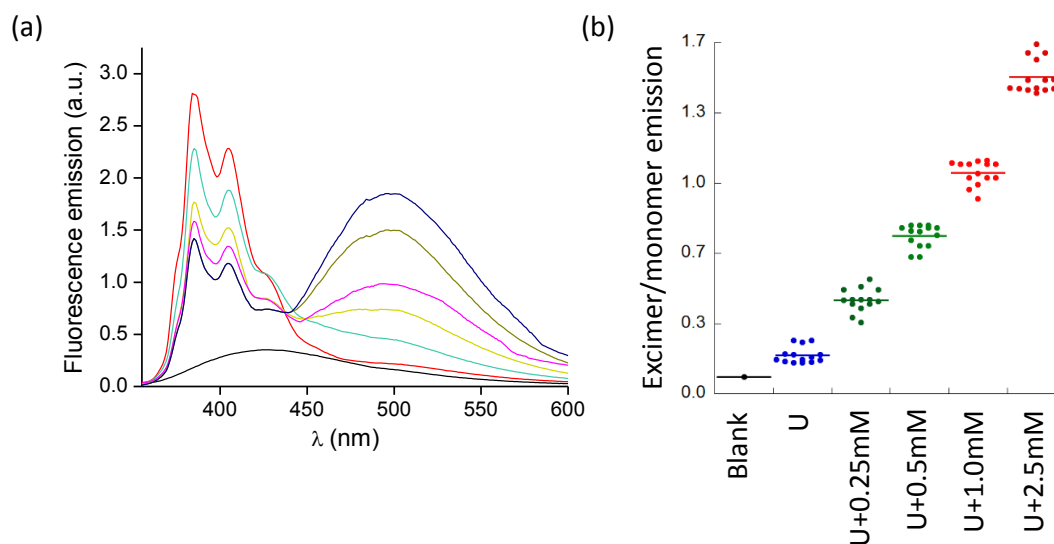 (a)
Fluorescence emission (a.u.)
3.0
2.5
2.0
1.5
1.0
0.5
0.0
400
450
500
550
600
λ (nm)
(b)
Excimer/monomer emission
1.7
1.3
1.0
0.7
0.3
0.0
Blank
U
U+0.25mM
U+0.5mM
U+1.0mM
U+2.5mM